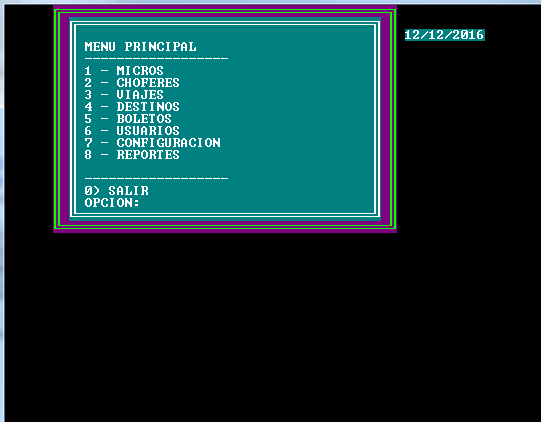 MENU PRINCIPAL
------------------
1 - MICROS
2 - CHOFERES
3 - VIAJES
4 - DESTINOS
5 - BOLETOS
6 - USUARIOS
7 - CONFIGURACION
8 - REPORTES
------------------
0> SALIR
OPCION:
12/12/2016